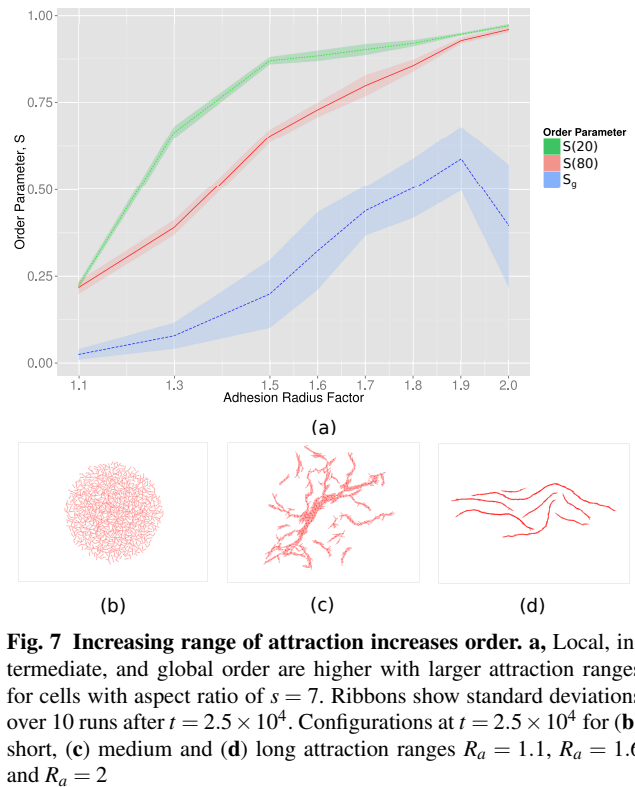 1.00
0.75
0.50
0.25
0.00
Order Parameter, S
1.1 1.3 1.5 1.6 1.7 1.8 1.9 2.0
Adhesion Radius Factor
Order Parameter
S(20)
S(80)
Sg
(a)
(b) (c) (d)
Fig. 7 Increasing range of attraction increases order. a, Local, in-
termediate, and global order are higher with larger attraction ranges
for cells with aspect ratio of s = 7. Ribbons show standard deviations
over 10 runs after t = 2.5 × 10⁴. Configurations at t = 2.5 × 10⁴ for (b)
short, (c) medium and (d) long attraction ranges Ra = 1.1, Ra = 1.6
and Ra = 2